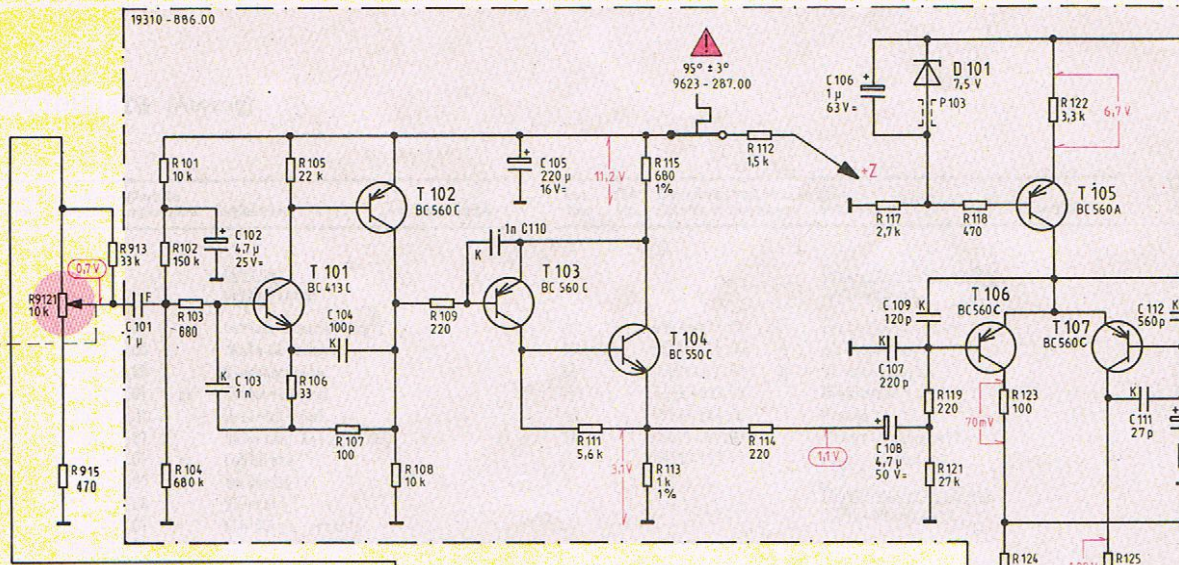 19310-886.00
95° ± 3°
9623-287.00
C 106
1 µ
63 V=
D 101
7,5 V
P 103
R 122
3,3 k
6,7 V
R 101
10 k
R 105
22 k
T 102
BC 560 C
C 105
220 µ
16 V=
11,2 V
R 115
680
1%
R 112
1,5 k
+Z
R 117
2,7 k
R 118
470
T 105
BC 560 A
R 913
33 k
R 102
150 k
C 102
4,7 µ
25 V=
0,7 V
1n C110
K
R912I
10 k
C 101
1 µ
F
R 103
680
T 101
BC 413 C
C 104
100 p
K
R 109
220
T 103
BC 560 C
T 104
BC 550 C
C 109
120 p
K
T 106
BC 560 C
T 107
BC 560 C
C 112
560 p
K
K
C 107
220 p
K
C 103
1 n
R 106
33
R 107
100
R 119
220
R 123
100
70mV
K
C 111
27 p
R 111
5,6 k
R 114
220
1,1 V
C 108
4,7 µ
50 V=
R 915
470
R 104
680 k
R 108
10 k
3,1 V
R 113
1 k
1%
R 121
27 k
R 124
R 125